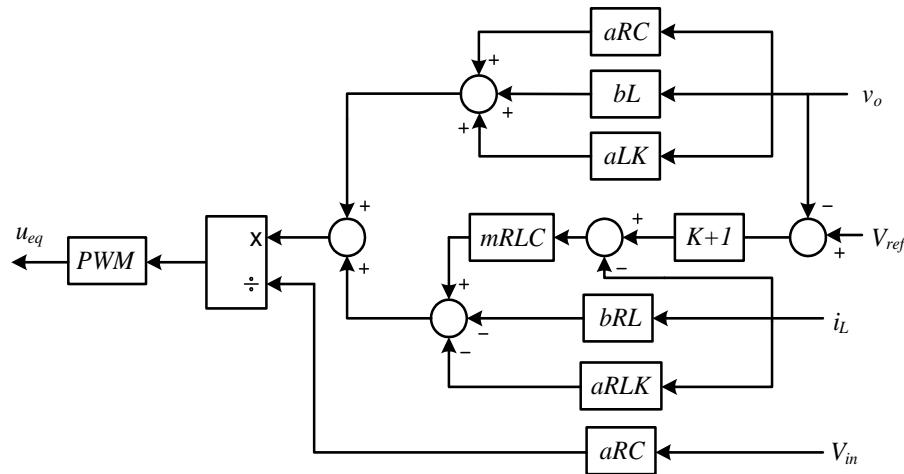 aRC
+
bL
+
v_o
+
aLK
−
u_eq
+
mRLC
+
K+1
+
V_ref
PWM
x
÷
+
−
+
−
bRL
i_L
−
aRLK
aRC
V_in